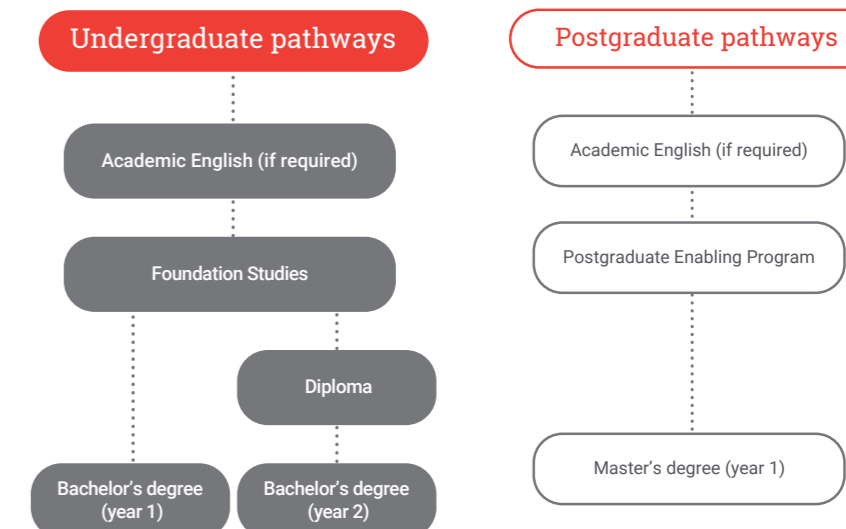 Undergraduate pathways
Academic English (if required)
Foundation Studies
Diploma
Bachelor’s degree
(year 1)
Bachelor’s degree
(year 2)
Postgraduate pathways
Academic English (if required)
Postgraduate Enabling Program
Master’s degree (year 1)